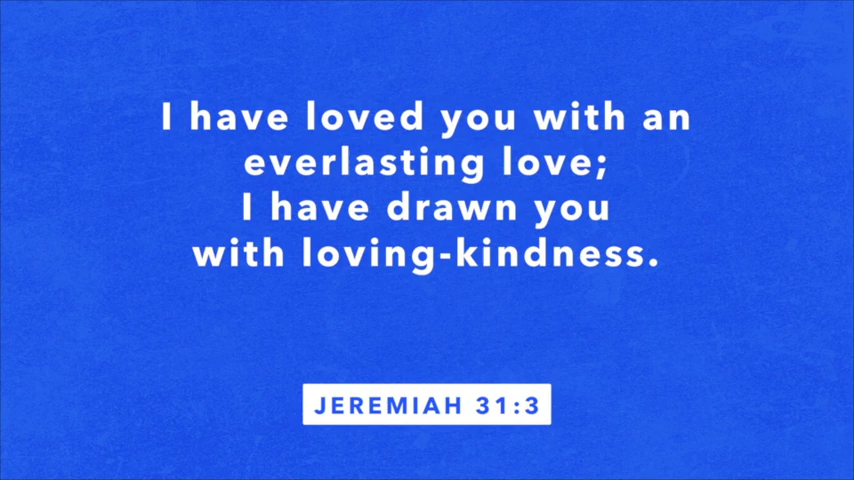 I have loved you with an
everlasting love;
I have drawn you
with loving-kindness.
JEREMIAH 31:3